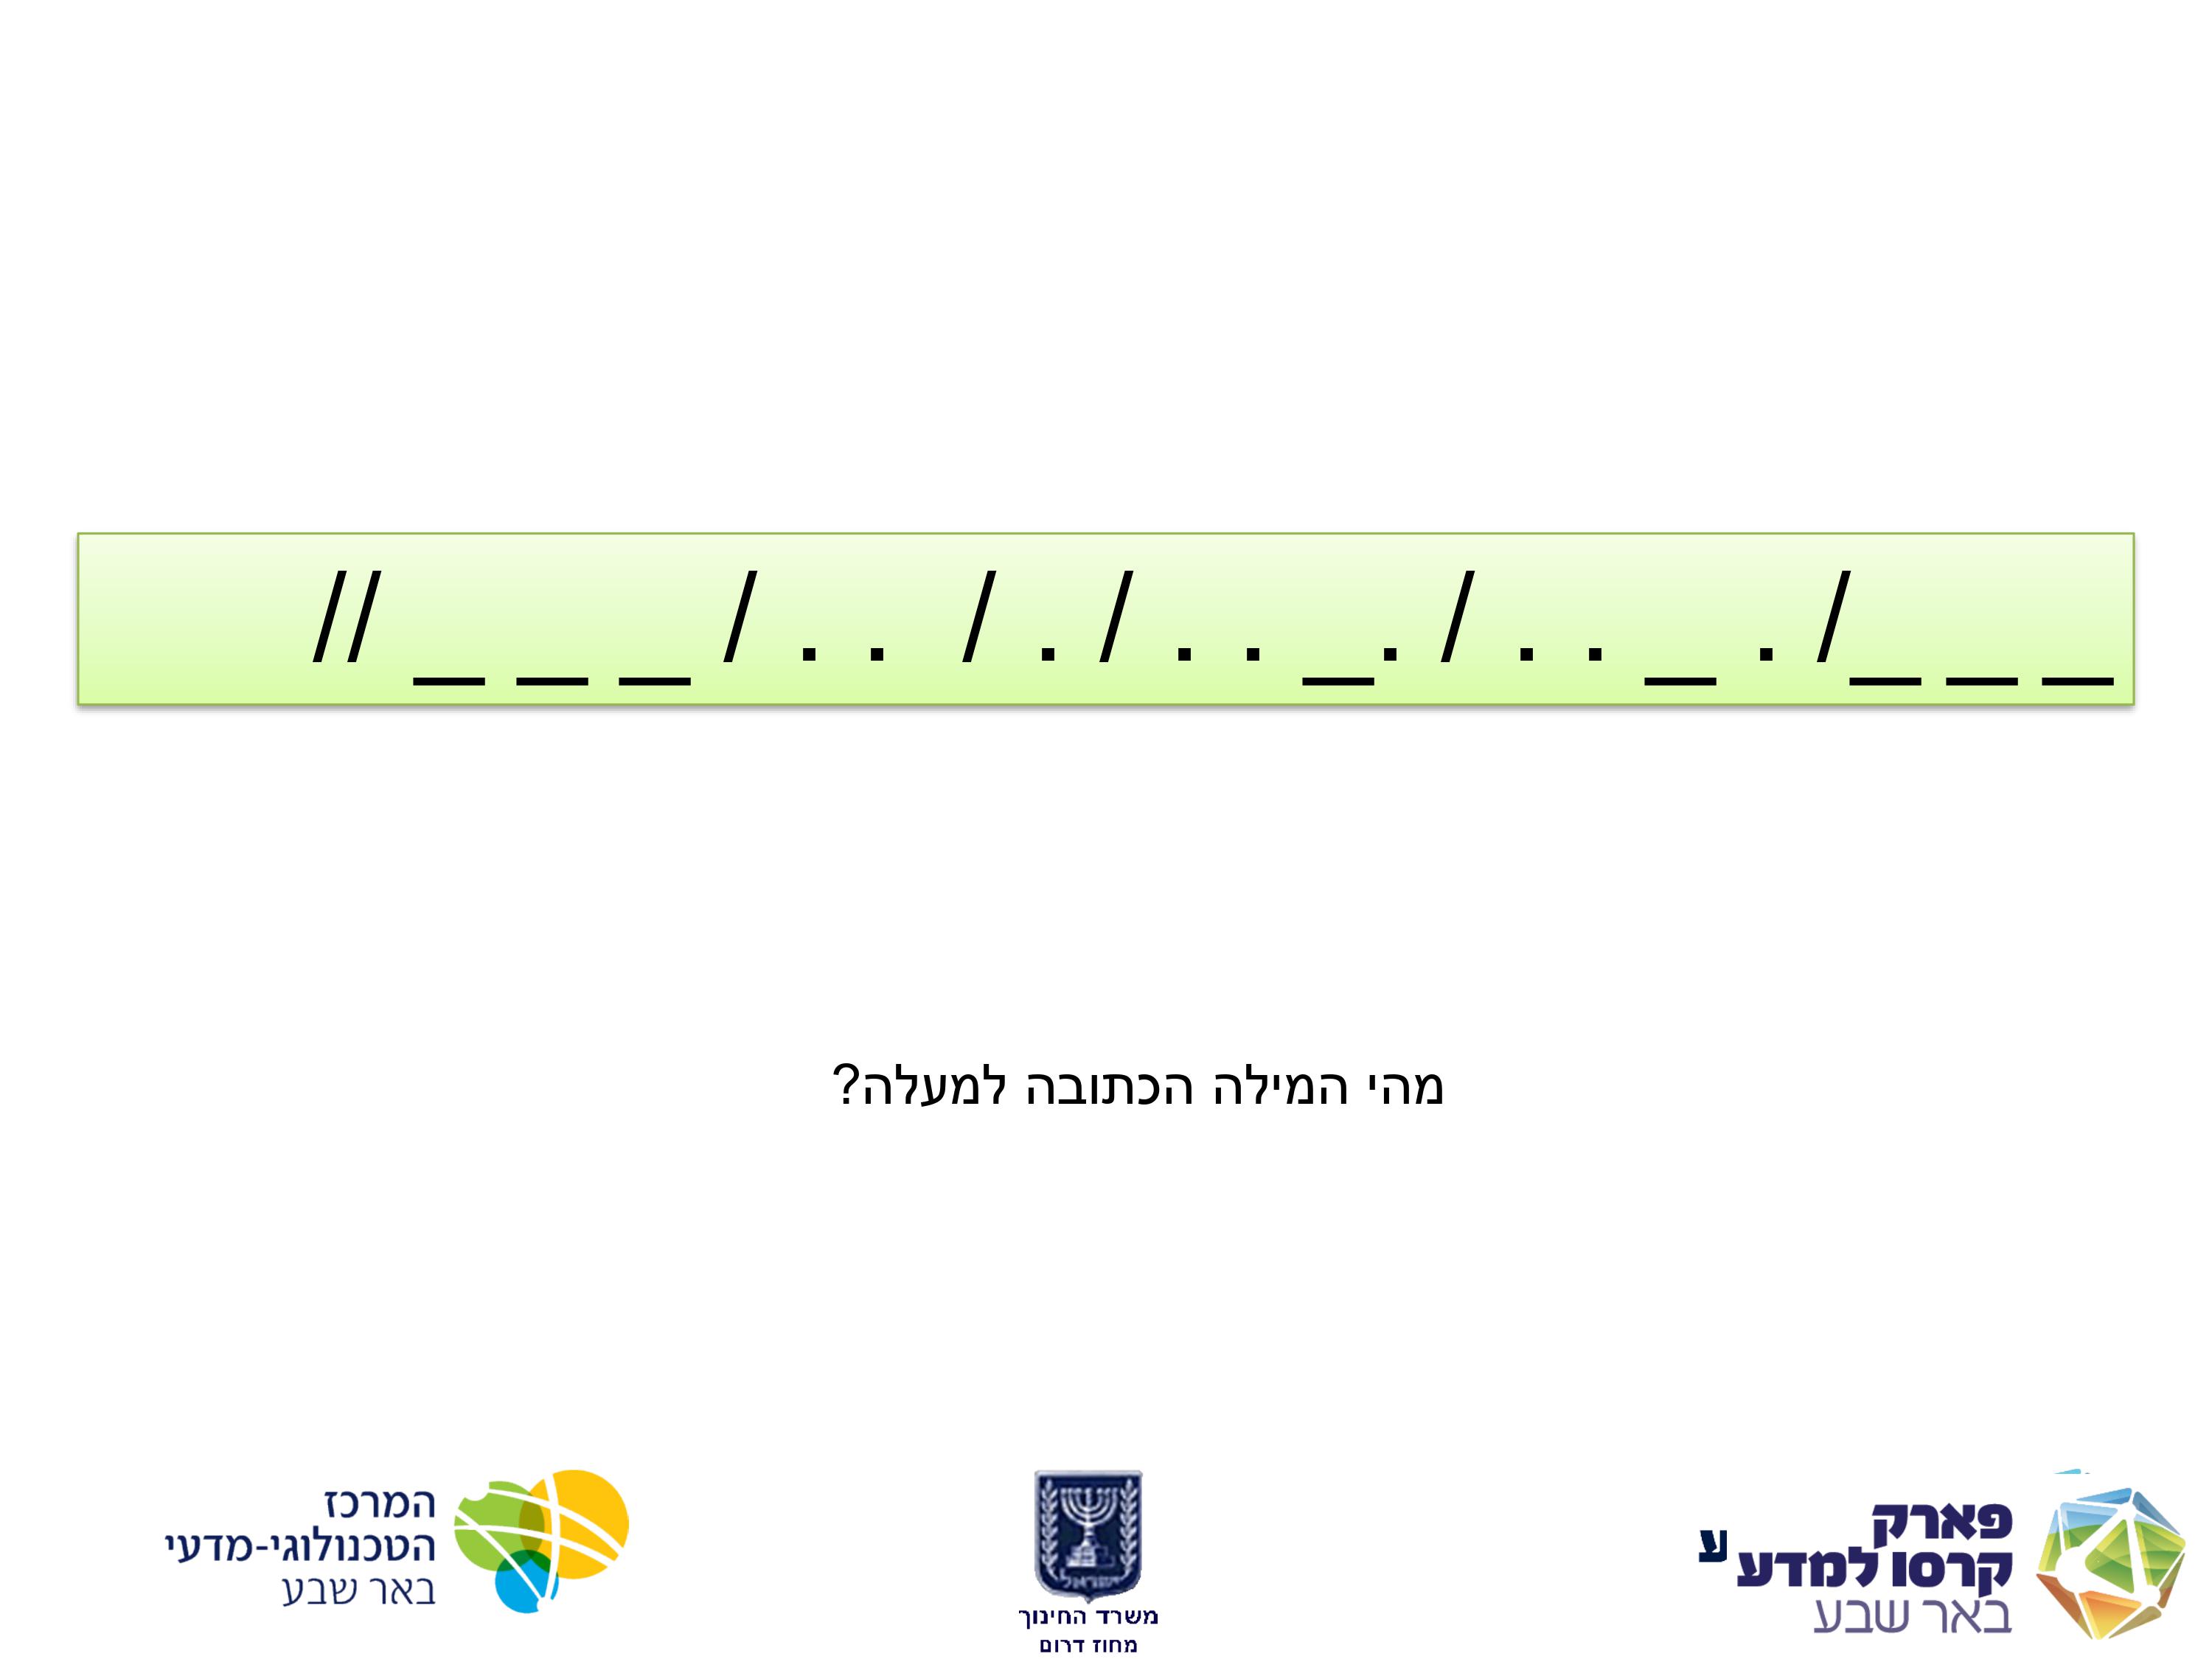 // _ _ _ / . . / . / . . _. / . . _ . /_ _ _
מהי המילה הכתובה למעלה?
המרכז
הטכנולוגי-מדעי
באר שבע
ישראל
משרד החינוך
מחוז דרום
ע
פארק
קרסו למדע
באר שבע